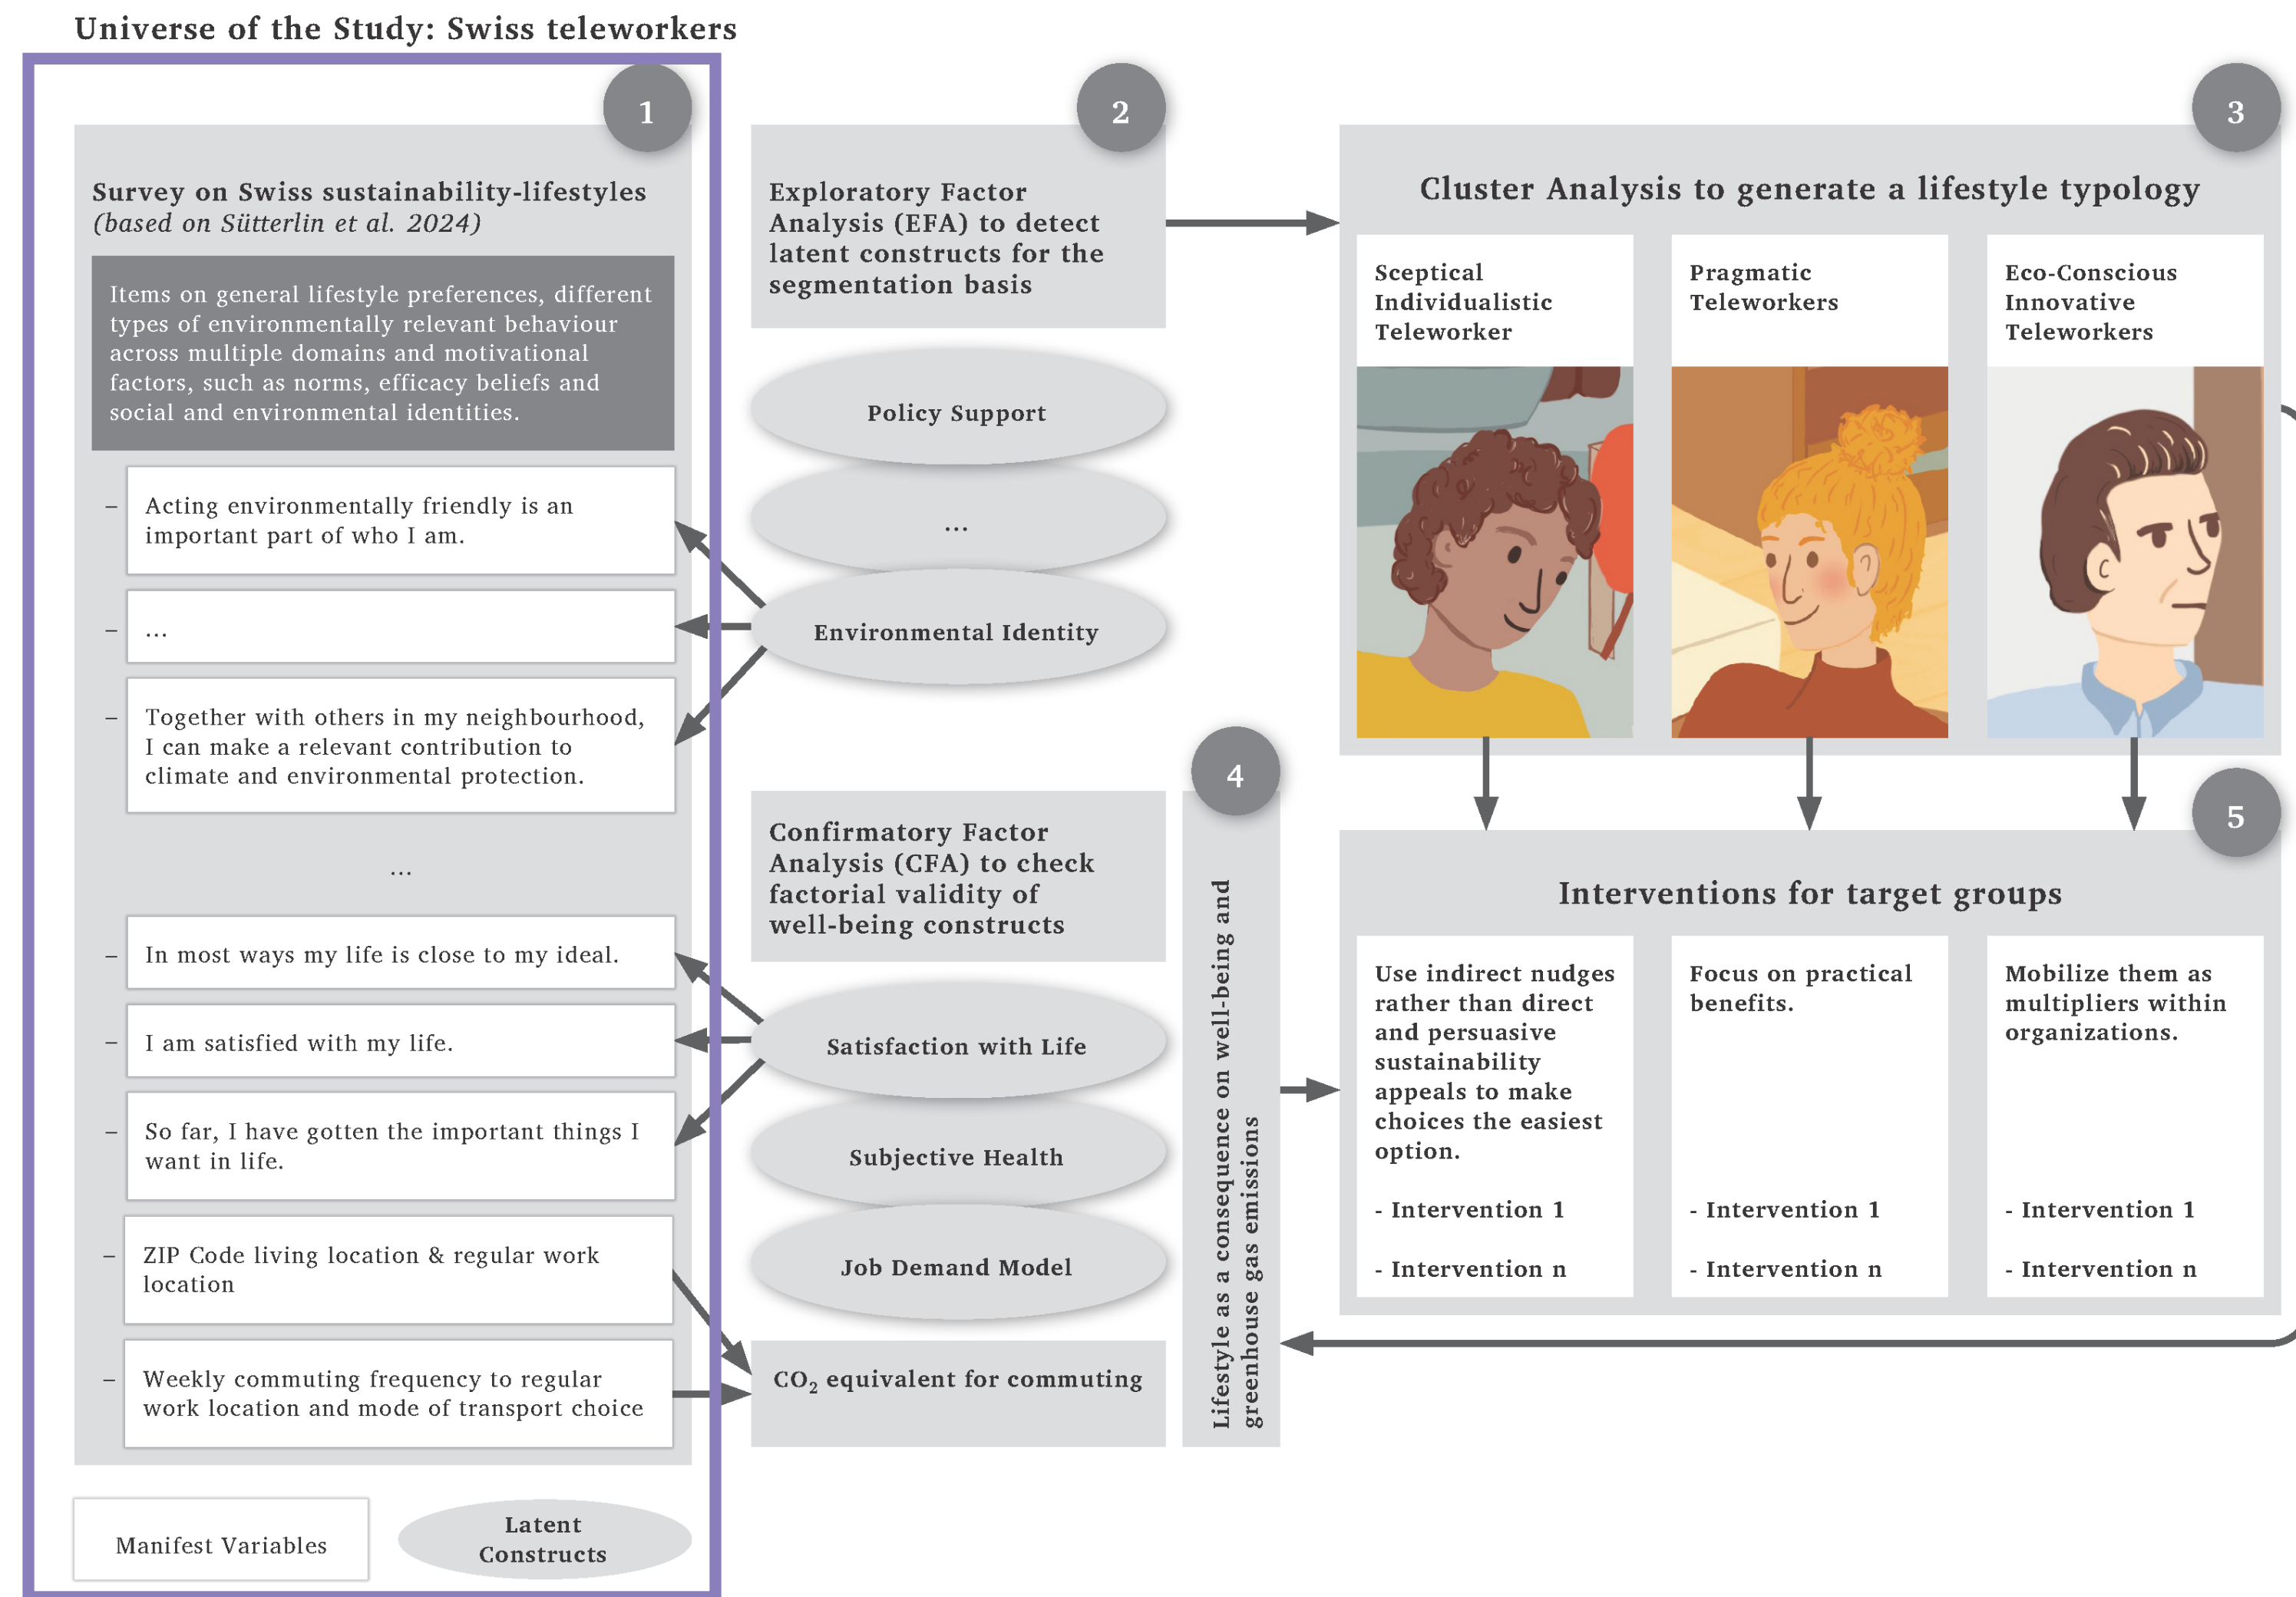 Universe of the Study: Swiss teleworkers
1
Survey on Swiss sustainability-lifestyles
(based on Sütterlin et al. 2024)
Items on general lifestyle preferences, different
types of environmentally relevant behaviour
across multiple domains and motivational
factors, such as norms, efficacy beliefs and
social and environmental identities.
– Acting environmentally friendly is an
important part of who I am.
– ...
– Together with others in my neighbourhood,
I can make a relevant contribution to
climate and environmental protection.
...
– In most ways my life is close to my ideal.
– I am satisfied with my life.
– So far, I have gotten the important things I
want in life.
– ZIP Code living location & regular work
location
– Weekly commuting frequency to regular
work location and mode of transport choice
Manifest Variables
Latent
Constructs
2
Exploratory Factor
Analysis (EFA) to detect
latent constructs for the
segmentation basis
Policy Support
...
Environmental Identity
Confirmatory Factor
Analysis (CFA) to check
factorial validity of
well-being constructs
Satisfaction with Life
Subjective Health
Job Demand Model
CO₂ equivalent for commuting
3
Cluster Analysis to generate a lifestyle typology
Sceptical
Individualistic
Teleworker
Pragmatic
Teleworkers
Eco-Conscious
Innovative
Teleworkers
4
Lifestyle as a consequence on well-being and
greenhouse gas emissions
5
Interventions for target groups
Use indirect nudges
rather than direct
and persuasive
sustainability
appeals to make
choices the easiest
option.
- Intervention 1
- Intervention n
Focus on practical
benefits.
- Intervention 1
- Intervention n
Mobilize them as
multipliers within
organizations.
- Intervention 1
- Intervention n